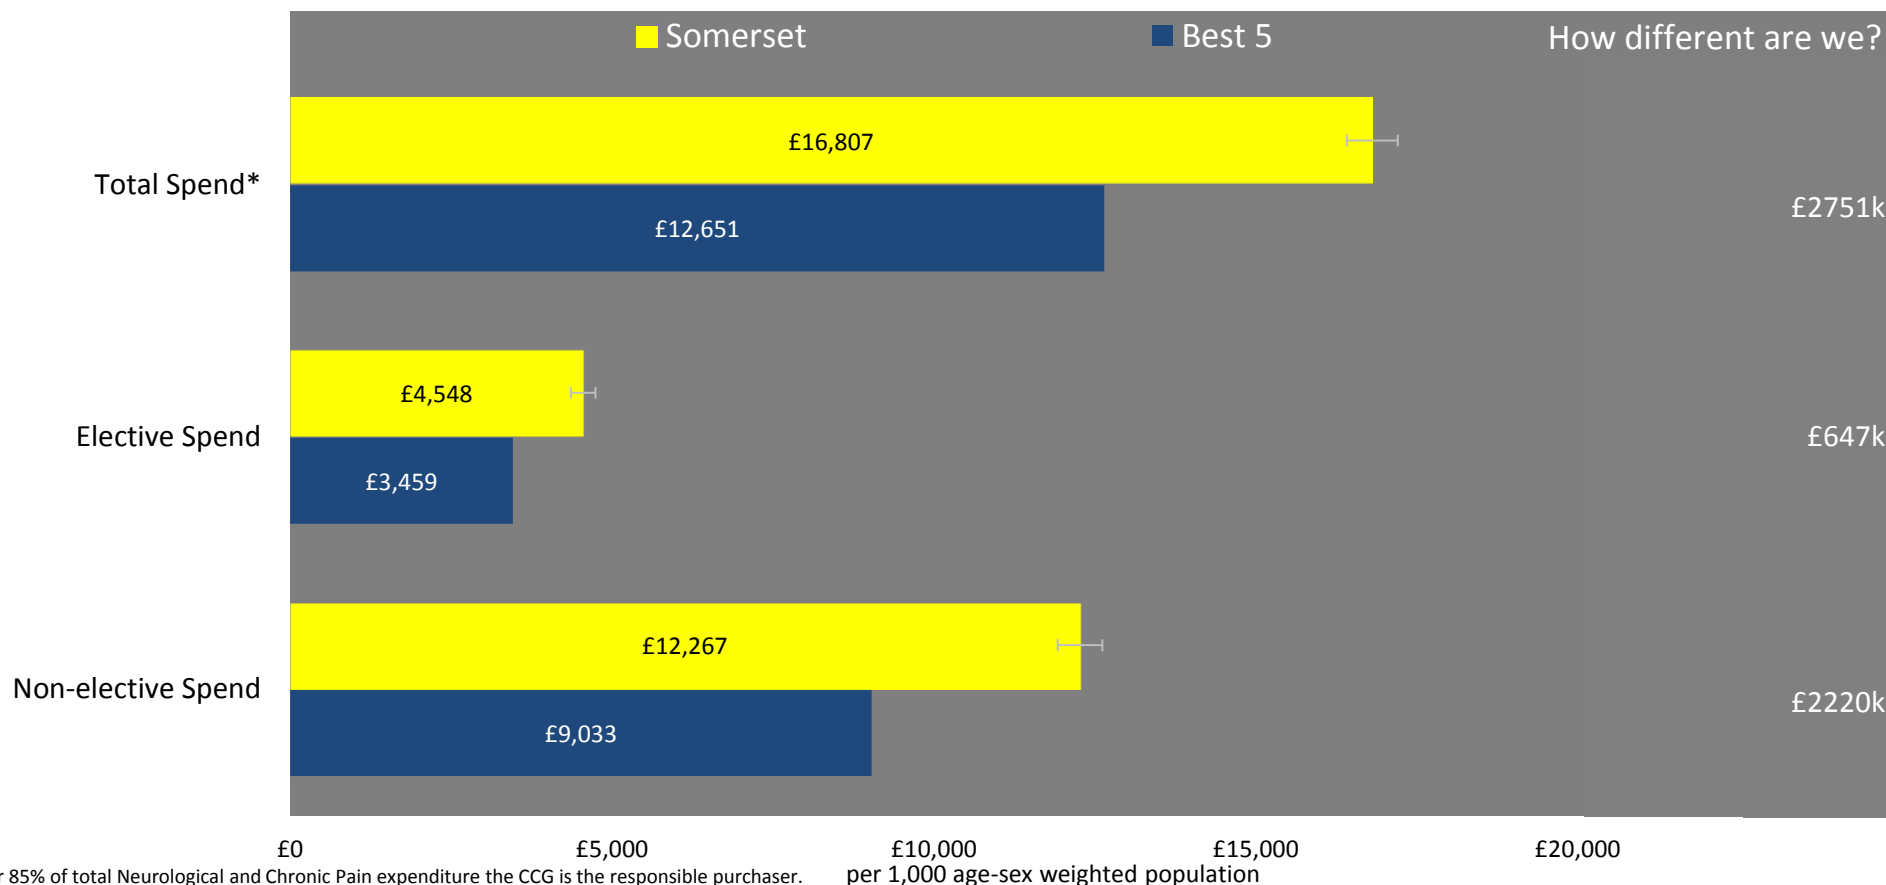 Somerset Best 5 How different are we?
Total Spend*
£16,807
£12,651
£2751k
Elective Spend
£4,548
£3,459
£647k
Non-elective Spend
£12,267
£9,033
£2220k
£0 £5,000 £10,000 £15,000 £20,000
85% of total Neurological and Chronic Pain expenditure the CCG is the responsible purchaser.
per 1,000 age-sex weighted population